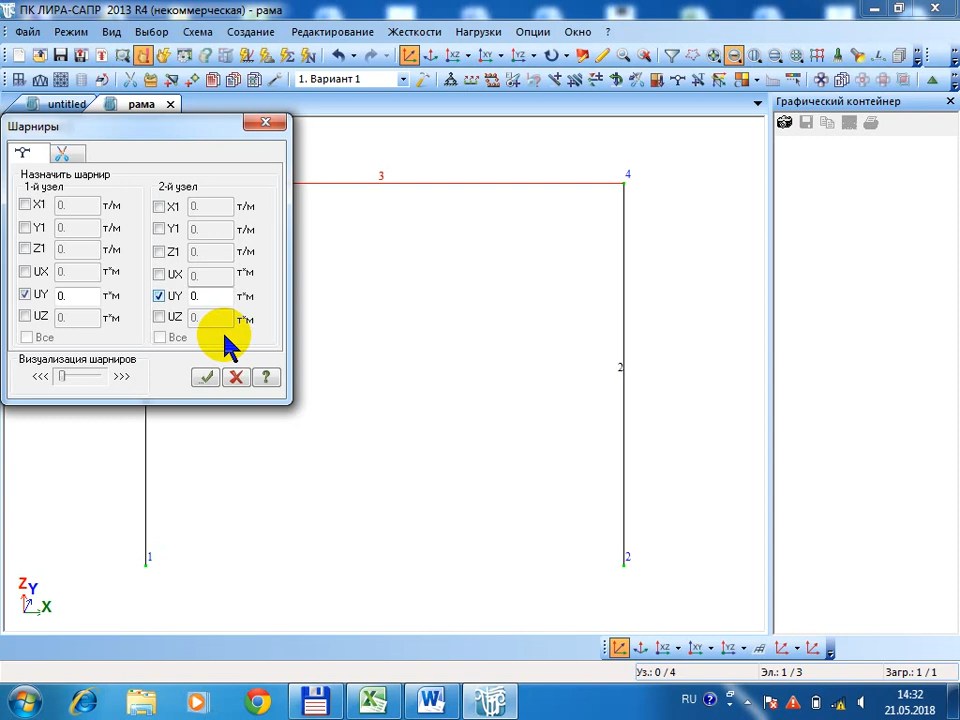 ПК ЛИРА-САПР 2013 R4 (некоммерческая) - рама
Файл Режим Вид Выбор Схема Создание Редактирование Жесткости Нагрузки Опции Окно ?
1. Вариант 1
untitled рама
Графический контейнер
Шарниры
Назначить шарнир
1-й узел 2-й узел
X1 0. т/м X1 0. т/м
Y1 0. т/м Y1 0. т/м
Z1 0. т/м Z1 0. т/м
UX 0. т*м UX 0. т*м
UY 0. т*м UY 0. т*м
UZ 0. т*м UZ 0. т*м
Все Все
Визуализация шарниров
<<< >>>
3
4
2
1
2
Z
Y
X
XZ XY YZ
Уз.: 0 / 4 Эл.: 1 / 3 Загр.: 1 / 1
RU
14:32
21.05.2018